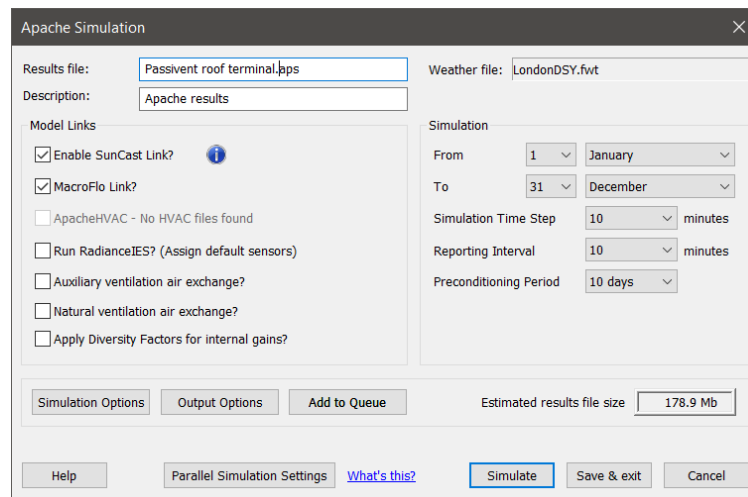 Apache Simulation
Results file: Passivent roof terminal.aps
Weather file: LondonDSY.fwt
Description: Apache results
Model Links
Enable SunCast Link?
MacroFlo Link?
ApacheHVAC - No HVAC files found
Run RadianceIES? (Assign default sensors)
Auxiliary ventilation air exchange?
Natural ventilation air exchange?
Apply Diversity Factors for internal gains?
Simulation
From 1 January
To 31 December
Simulation Time Step 10 minutes
Reporting Interval 10 minutes
Preconditioning Period 10 days
Simulation Options Output Options Add to Queue Estimated results file size 178.9 Mb
Help Parallel Simulation Settings What's this? Simulate Save & exit Cancel